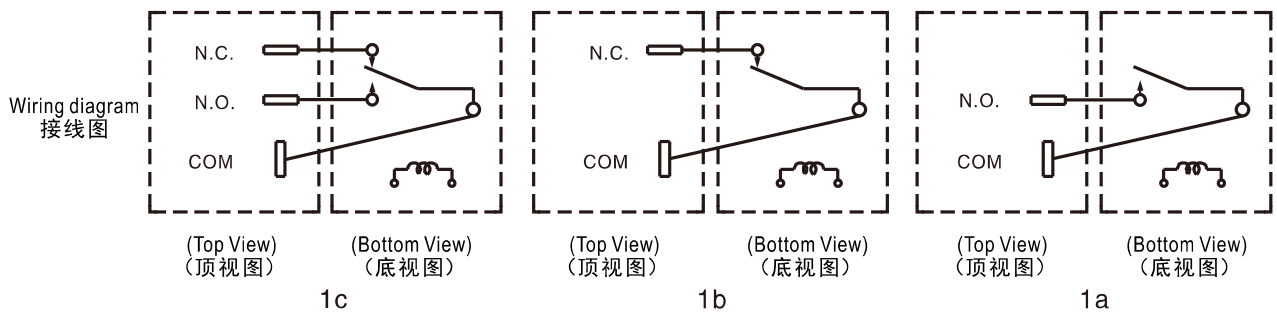 Wiring diagram
接线图
N.C.
N.O.
COM
(Top View)
（顶视图）
(Bottom View)
（底视图）
1c
N.C.
COM
(Top View)
（顶视图）
(Bottom View)
（底视图）
1b
N.O.
COM
(Top View)
（顶视图）
(Bottom View)
（底视图）
1a